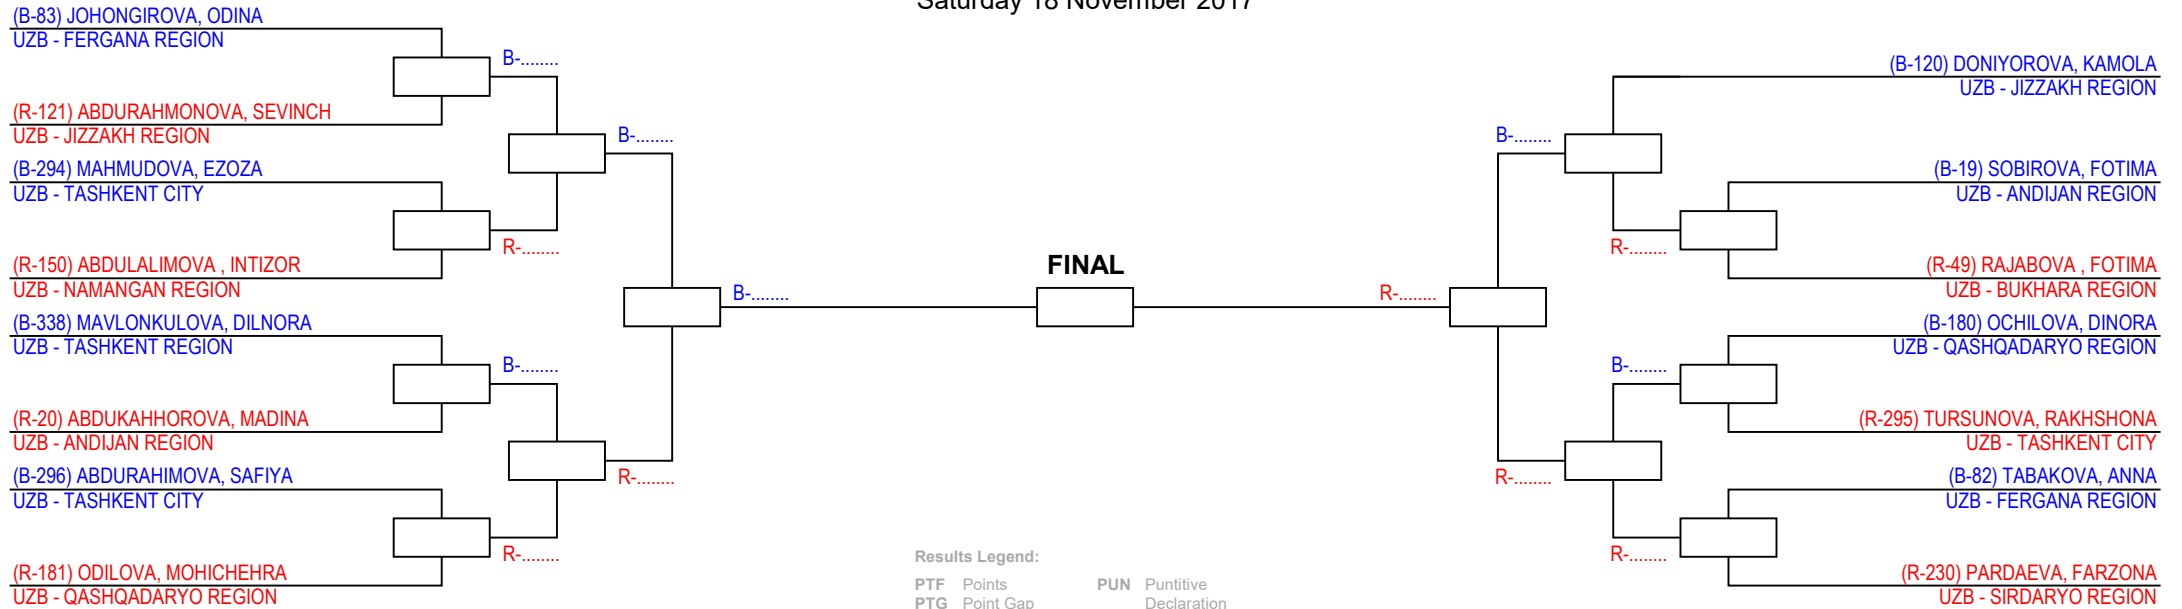 Saturday 18 November 2017
(B-83) JOHONGIROVA, ODINA
UZB - FERGANA REGION
B-........
(R-121) ABDURAHMONOVA, SEVINCH
UZB - JIZZAKH REGION
B-........
(B-294) MAHMUDOVA, EZOZA
UZB - TASHKENT CITY
R-........
(R-150) ABDULALIMOVA , INTIZOR
UZB - NAMANGAN REGION
B-........
(B-338) MAVLONKULOVA, DILNORA
UZB - TASHKENT REGION
B-........
(R-20) ABDUKAHHOROVA, MADINA
UZB - ANDIJAN REGION
R-........
(B-296) ABDURAHIMOVA, SAFIYA
UZB - TASHKENT CITY
R-........
(R-181) ODILOVA, MOHICHEHRA
UZB - QASHQADARYO REGION
FINAL
(B-120) DONIYOROVA, KAMOLA
UZB - JIZZAKH REGION
B-........
(B-19) SOBIROVA, FOTIMA
UZB - ANDIJAN REGION
R-........
(R-49) RAJABOVA , FOTIMA
UZB - BUKHARA REGION
R-........
(B-180) OCHILOVA, DINORA
UZB - QASHQADARYO REGION
B-........
(R-295) TURSUNOVA, RAKHSHONA
UZB - TASHKENT CITY
R-........
(B-82) TABAKOVA, ANNA
UZB - FERGANA REGION
R-........
(R-230) PARDAEVA, FARZONA
UZB - SIRDARYO REGION
Results Legend:
PTF Points PUN Puntitive
PTG Point Gap Declaration